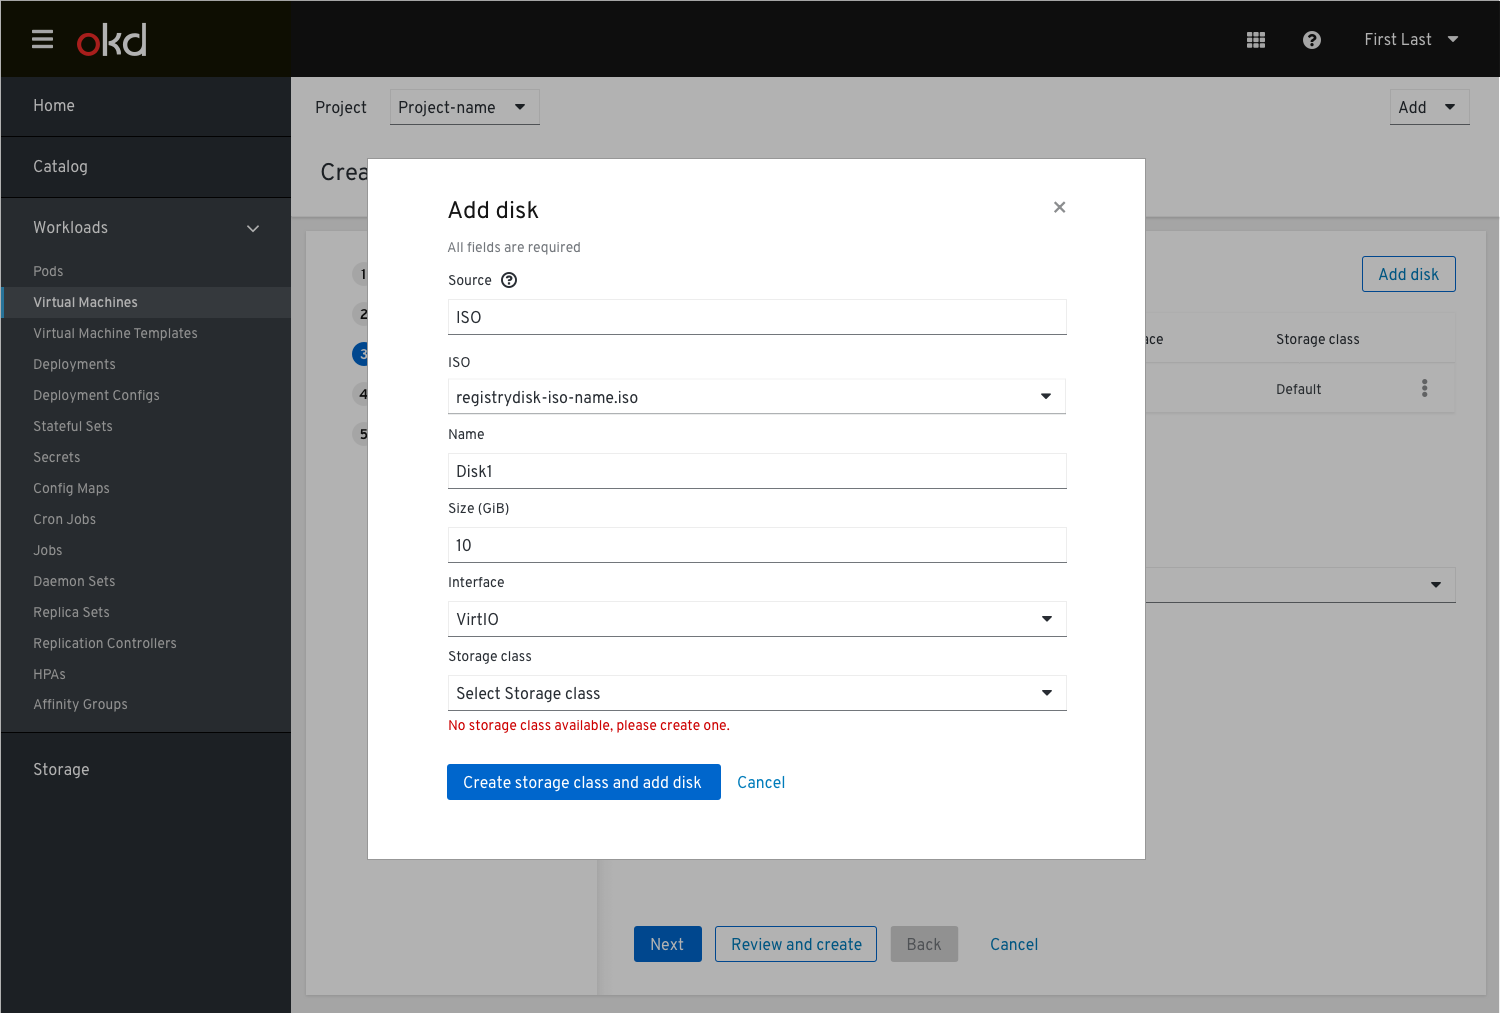 okd
First Last
Home
Catalog
Workloads
Pods
Virtual Machines
Virtual Machine Templates
Deployments
Deployment Configs
Stateful Sets
Secrets
Config Maps
Cron Jobs
Jobs
Daemon Sets
Replica Sets
Replication Controllers
HPAs
Affinity Groups
Storage
Project
Project-name
Add
Crea
1
2
3
4
5
Add disk
ace
Storage class
Default
Add disk
×
All fields are required
Source ?
ISO
ISO
registrydisk-iso-name.iso
Name
Disk1
Size (GiB)
10
Interface
VirtIO
Storage class
Select Storage class
No storage class available, please create one.
Create storage class and add disk
Cancel
Next
Review and create
Back
Cancel